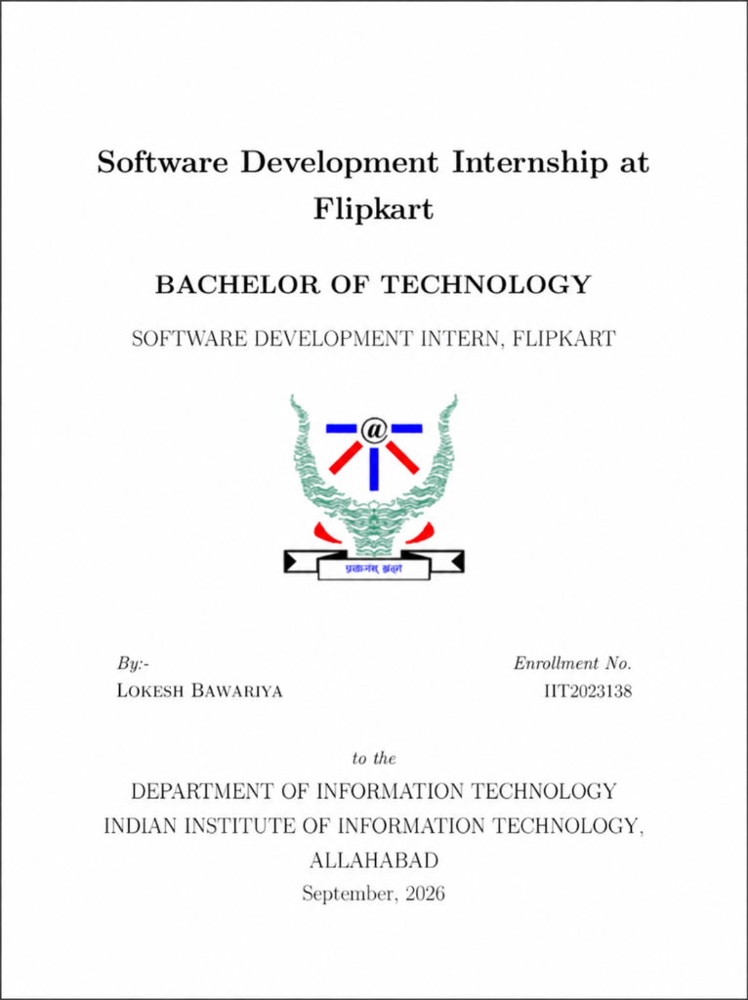 Software Development Internship at
Flipkart
BACHELOR OF TECHNOLOGY
SOFTWARE DEVELOPMENT INTERN, FLIPKART
@
By:-
Enrollment No.
LOKESH BAWARIYA
IIT2023138
to the
DEPARTMENT OF INFORMATION TECHNOLOGY
INDIAN INSTITUTE OF INFORMATION TECHNOLOGY,
ALLAHABAD
September, 2026